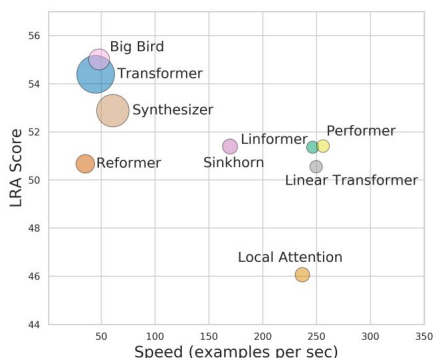 56
54
52
50
48
46
44
LRA Score
Big Bird
Transformer
Synthesizer
Reformer
Sinkhorn
Linformer
Performer
Linear Transformer
Local Attention
50 100 150 200 250 300 350
Speed (examples per sec)